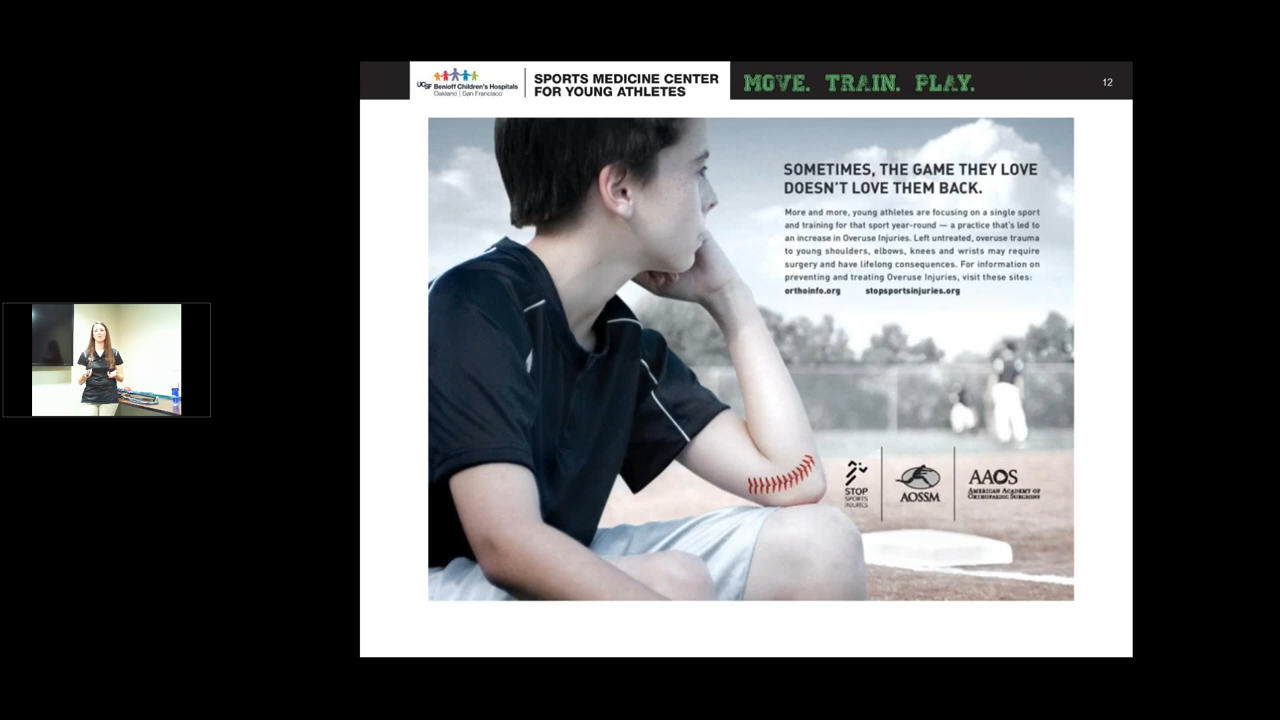 UCSF Benioff Children's Hospitals
Oakland | San Francisco
SPORTS MEDICINE CENTER
FOR YOUNG ATHLETES
MOVE. TRAIN. PLAY.
12
SOMETIMES, THE GAME THEY LOVE
DOESN'T LOVE THEM BACK.
More and more, young athletes are focusing on a single sport
and training for that sport year-round — a practice that's led to
an increase in Overuse Injuries. Left untreated, overuse trauma
to young shoulders, elbows, knees and wrists may require
surgery and have lifelong consequences. For information on
preventing and treating Overuse Injuries, visit these sites:
orthoinfo.org stopsportsinjuries.org
STOP
SPORTS
INJURIES
AOSSM
AAOS
AMERICAN ACADEMY OF
ORTHOPAEDIC SURGEONS